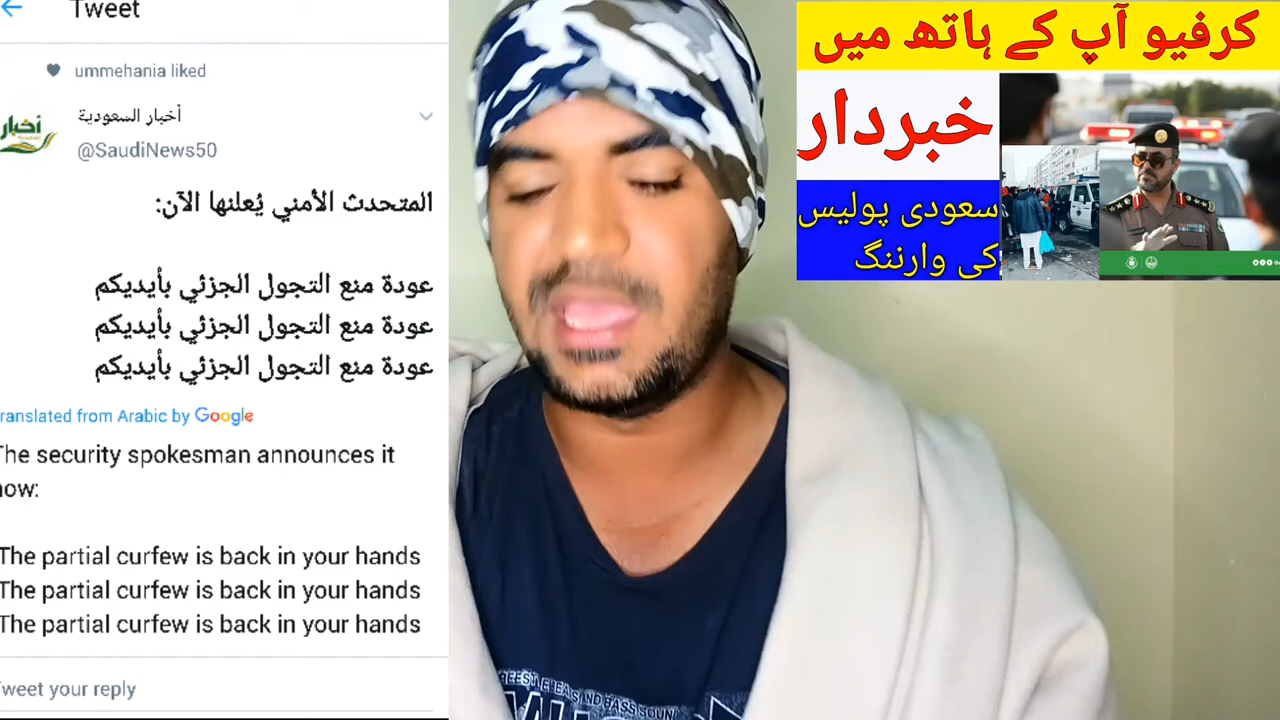 Tweet
ummehania liked
أخبار السعودية
@SaudiNews50
أخبار
المتحدث الأمني يُعلنها الآن:
عودة منع التجول الجزئي بأيديكم
عودة منع التجول الجزئي بأيديكم
عودة منع التجول الجزئي بأيديكم
ranslated from Arabic by Google
The security spokesman announces it
now:
The partial curfew is back in your hands
The partial curfew is back in your hands
The partial curfew is back in your hands
Tweet your reply
کرفیو آپ کے ہاتھ میں
خبردار
سعودی پولیس
کی وارننگ